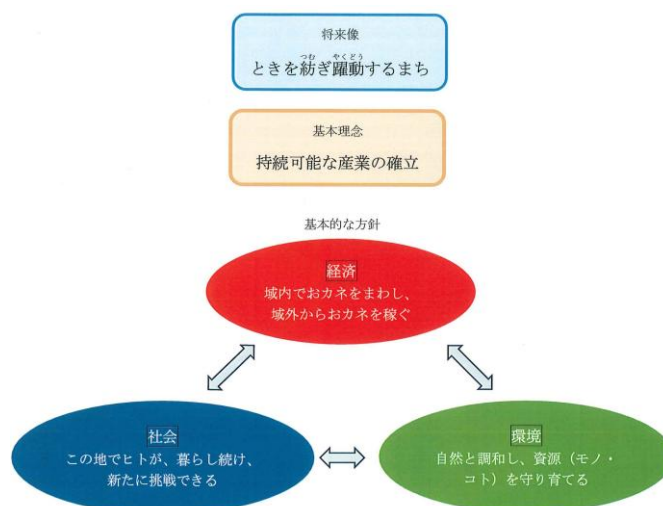 将来像
ときを紡ぎ躍動するまち
つむ やくどう
基本理念
持続可能な産業の確立
基本的な方針
経済
域内でおカネをまわし、
域外からおカネを稼ぐ
社会
この地でヒトが、暮らし続け、
新たに挑戦できる
環境
自然と調和し、資源（モノ・
コト）を守り育てる